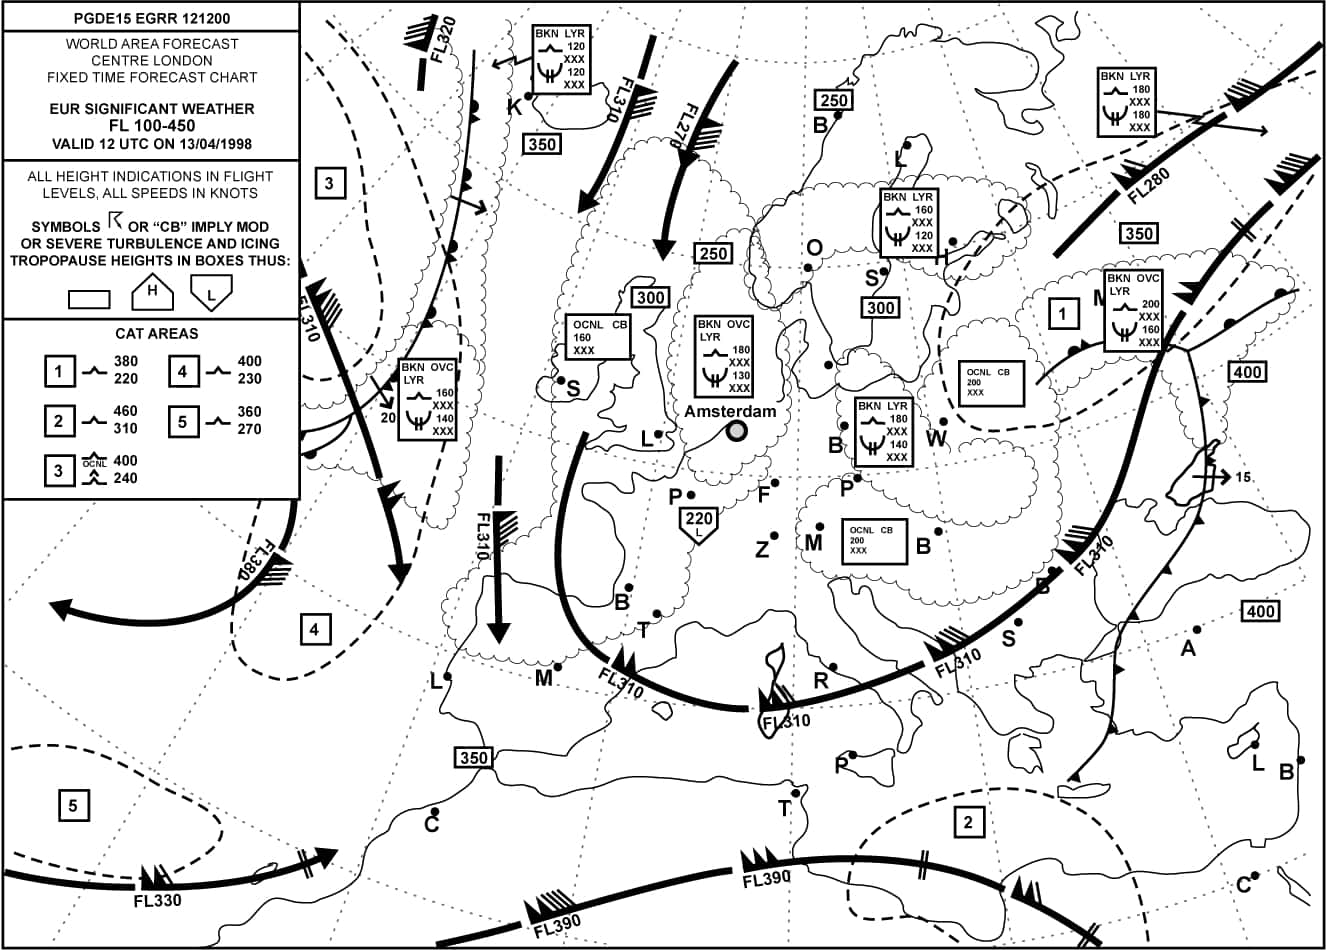 PGDE15 EGRR 121200
WORLD AREA FORECAST
CENTRE LONDON
FIXED TIME FORECAST CHART
EUR SIGNIFICANT WEATHER
FL 100-450
VALID 12 UTC ON 13/04/1998
ALL HEIGHT INDICATIONS IN FLIGHT
LEVELS, ALL SPEEDS IN KNOTS
SYMBOLS OR “CB” IMPLY MOD
OR SEVERE TURBULENCE AND ICING
TROPOPAUSE HEIGHTS IN BOXES THUS:
H
L
CAT AREAS
1 380
220
4 400
230
2 460
310
5 360
270
3 OCNL 400
240
FL320
BKN LYR
120
XXX
120
XXX
K
350
FL310
FL270
250
B
BKN LYR
180
XXX
180
XXX
FL280
3
L
BKN LYR
160
XXX
120
XXX
H
350
250
O
S
300
300
FL310
OCNL CB
160
XXX
BKN OVC
LYR
180
XXX
130
XXX
1
M
BKN OVC
LYR
200
XXX
160
XXX
400
BKN OVC
LYR
160
XXX
140
XXX
20
S
OCNL CB
200
XXX
Amsterdam
BKN LYR
180
XXX
140
XXX
L
B
W
15
P
F
P
FL310
220
L
Z
M
OCNL CB
200
XXX
B
FL310
FL380
B
B
4
T
S
400
A
L
M
FL310
R
FL310
FL310
350
P
L
B
5
C
T
2
FL330
FL390
FL390
C